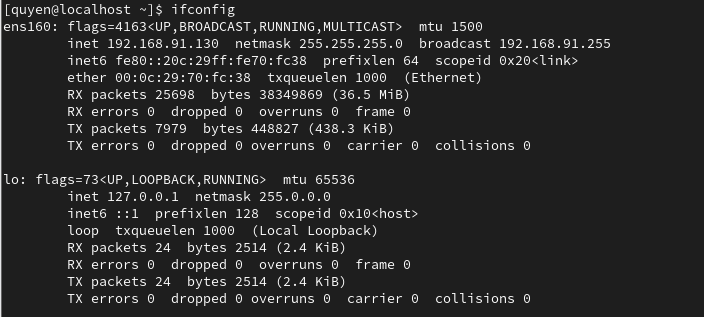 [quyen@localhost ~]$ ifconfig
ens160: flags=4163<UP,BROADCAST,RUNNING,MULTICAST>  mtu 1500
        inet 192.168.91.130  netmask 255.255.255.0  broadcast 192.168.91.255
        inet6 fe80::20c:29ff:fe70:fc38  prefixlen 64  scopeid 0x20<link>
        ether 00:0c:29:70:fc:38  txqueuelen 1000  (Ethernet)
        RX packets 25698  bytes 38349869 (36.5 MiB)
        RX errors 0  dropped 0  overruns 0  frame 0
        TX packets 7979  bytes 448827 (438.3 KiB)
        TX errors 0  dropped 0 overruns 0  carrier 0  collisions 0

lo: flags=73<UP,LOOPBACK,RUNNING>  mtu 65536
        inet 127.0.0.1  netmask 255.0.0.0
        inet6 ::1  prefixlen 128  scopeid 0x10<host>
        loop  txqueuelen 1000  (Local Loopback)
        RX packets 24  bytes 2514 (2.4 KiB)
        RX errors 0  dropped 0  overruns 0  frame 0
        TX packets 24  bytes 2514 (2.4 KiB)
        TX errors 0  dropped 0 overruns 0  carrier 0  collisions 0